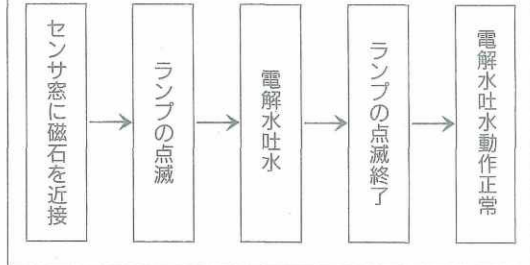 センサ窓に磁石を近接
ランプの点滅
電解水吐水
ランプの点滅終了
電解水吐水動作正常